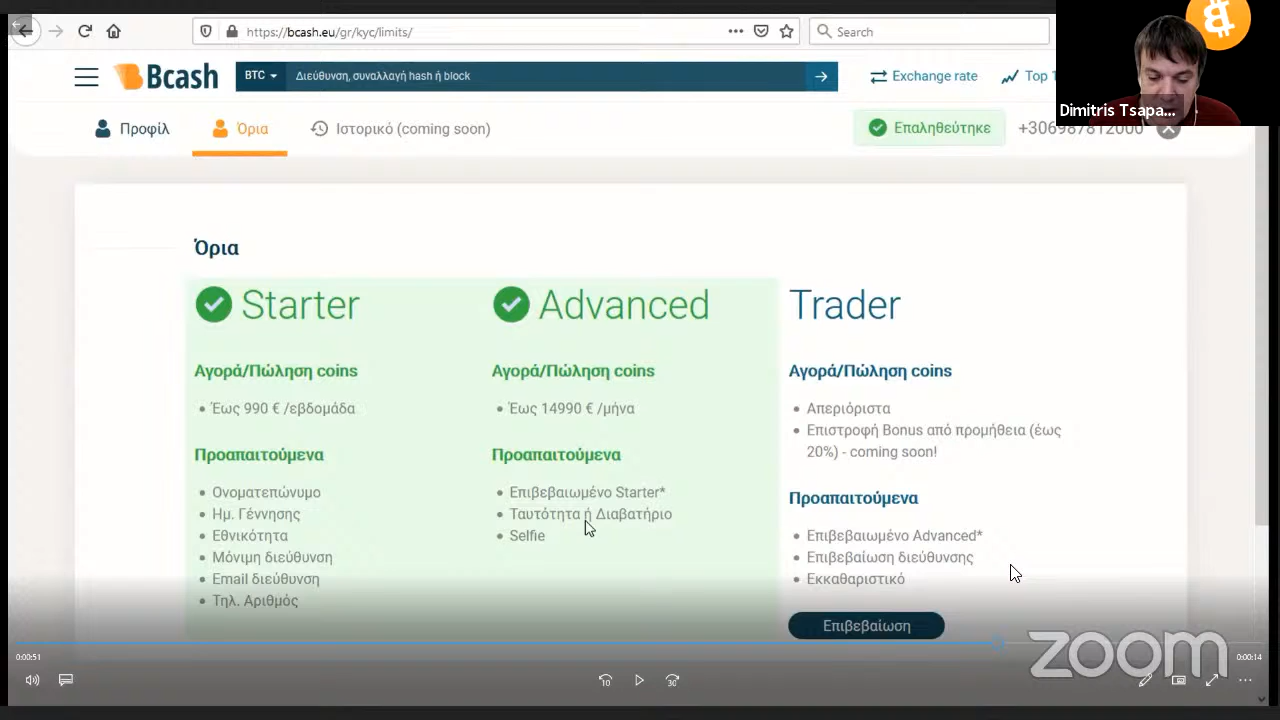 https://bcash.eu/gr/kyc/limits/
Search
Bcash
BTC
Διεύθυνση, συναλλαγή hash ή block
Exchange rate
Top
Dimitris Tsapa...
Προφίλ
Όρια
Ιστορικό (coming soon)
Επαληθεύτηκε
+306987812000
Όρια
Starter
Advanced
Trader
Αγορά/Πώληση coins
Αγορά/Πώληση coins
Αγορά/Πώληση coins
Έως 990 € /εβδομάδα
Έως 14990 € /μήνα
Απεριόριστα
Επιστροφή Bonus από προμήθεια (έως
20%) - coming soon!
Προαπαιτούμενα
Προαπαιτούμενα
Προαπαιτούμενα
Ονοματεπώνυμο
Ημ. Γέννησης
Εθνικότητα
Μόνιμη διεύθυνση
Email διεύθυνση
Τηλ. Αριθμός
Επιβεβαιωμένο Starter*
Ταυτότητα ή Διαβατήριο
Selfie
Επιβεβαιωμένο Advanced*
Επιβεβαίωση διεύθυνσης
Εκκαθαριστικό
Επιβεβαίωση
zoom
0:00:51
0:00:14
10
30